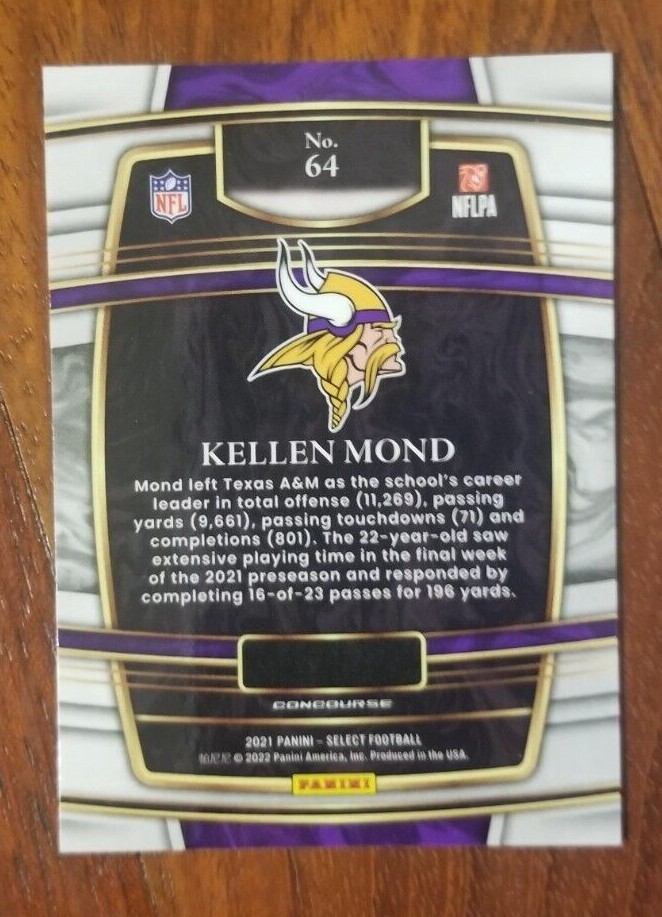 No.
64
NFL
NFLPA
KELLEN MOND
Mond left Texas A&M as the school's career
leader in total offense (11,269), passing
yards (9,661), passing touchdowns (71) and
completions (801). The 22-year-old saw
extensive playing time in the final week
of the 2021 preseason and responded by
completing 16-of-23 passes for 196 yards.
CONCOURSE
2021 PANINI – SELECT FOOTBALL
© 2022 Panini America, Inc. Produced in the USA.
PANINI